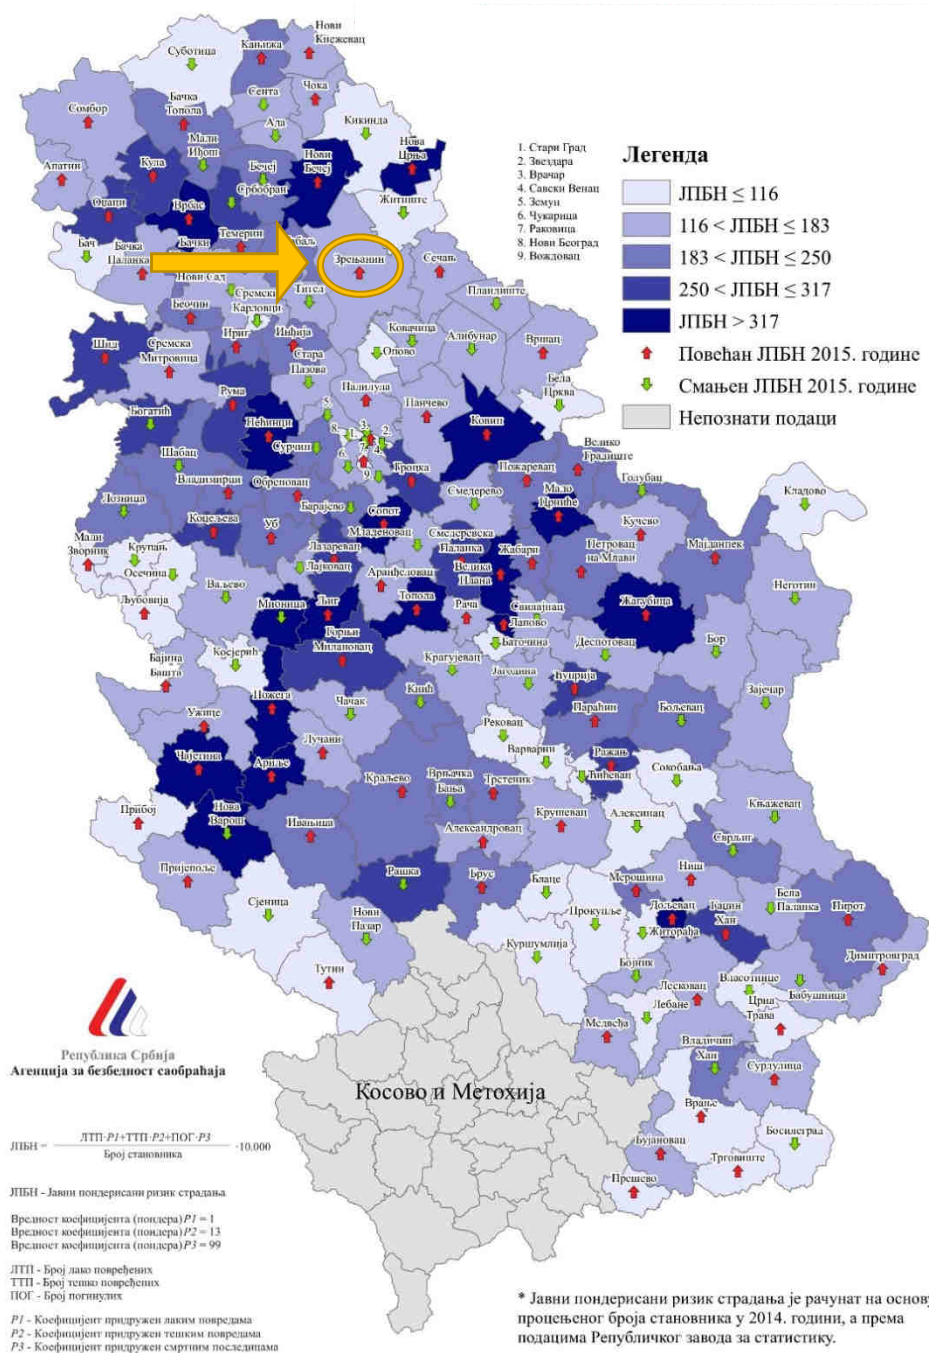 Нови
Кнежевац
Кањижа
Суботица
Сента
Чока
Бачка
Топола
Сомбор
Ада
Кикинда
Мали
Иђош
Нова
Црња
Нови
Бечеј
Кула
Бечеј
Апатин
Србобран
Оџаци
Врбас
Житиште
Бач
Бачка
Паланка
Бачки
Темерин
Зрењанин
Сечањ
Нови Сад
Сремски
Карловци
Тител
Пландиште
Беочин
Ириг
Инђија
Ковачица
Алибунар
Опово
Вршац
Шид
Сремска
Митровица
Стара
Пазова
Бела
Црква
Рума
Палилула
Панчево
Ковин
Богатић
Пећинци
Сурчин
5.
8.
1.
3.
2.
7.
4.
6.
9.
Гроцка
Велико
Градиште
Шабац
Пожаревац
Голубац
Владимирци
Обреновац
Лозница
Барајево
Сопот
Смедерево
Мало
Црниће
Кладово
Коцељева
Уб
Младеновац
Смедеревска
Паланка
Кучево
Мали
Зворник
Крупањ
Лазаревац
Жабари
Петровац
на Млави
Мајданпек
Осечина
Лајковац
Аранђеловац
Велика
Плана
Љубовија
Ваљево
Неготин
Мионица
Љиг
Топола
Рача
Свилајнац
Жагубица
Лапово
Горњи
Милановац
Баточина
Косјерић
Деспотовац
Бор
Бајина
Башта
Крагујевац
Јагодина
Ћуприја
Зајечар
Пожега
Чачак
Кнић
Параћин
Бољевац
Ужице
Лучани
Рековац
Чајетина
Ариље
Варварин
Ражањ
Сокобања
Ћићевац
Краљево
Врњачка
Бања
Трстеник
Прибој
Нова
Варош
Књажевац
Ивањица
Крушевац
Алексинац
Александровац
Сврљиг
Пријепоље
Рашка
Брус
Блаце
Мерошина
Ниш
Бела
Паланка
Сјеница
Прокупље
Дољевац
Гаџин
Хан
Пирот
Нови
Пазар
Житорађа
Куршумлија
Димитровград
Тутин
Бојник
Власотинце
Бабушница
Лесковац
Лебане
Црна
Трава
Медвеђа
Владичин
Хан
Сурдулица
Косово и Метохија
Врање
Босилеград
Бујановац
Трговиште
Прешево
1. Стари Град
2. Звездара
3. Врачар
4. Савски Венац
5. Земун
6. Чукарица
7. Раковица
8. Нови Београд
9. Вождовац
Легенда
ЈПБН ≤ 116
116 < ЈПБН ≤ 183
183 < ЈПБН ≤ 250
250 < ЈПБН ≤ 317
ЈПБН > 317
Повећан ЈПБН 2015. године
Смањен ЈПБН 2015. године
Непознати подаци
Република Србија
Агенција за безбедност саобраћаја
ЈПБН = ЛТП·P1+ТТП·P2+ПОГ·P3 ·10.000
Број становника
ЈПБН - Јавни пондерисани ризик страдања
Вредност коефицијента (пондера) P1 = 1
Вредност коефицијента (пондера) P2 = 13
Вредност коефицијента (пондера) P3 = 99
ЛТП - Број лако повређених
ТТП - Број тешко повређених
ПОГ - Број погинулих
P1 - Коефицијент придружен лаким повредама
P2 - Коефицијент придружен тешким повредама
P3 - Коефицијент придружен смртним последицама
* Јавни пондерисани ризик страдања је рачунат на основу
процењеног броја становника у 2014. години, а према
подацима Републичког завода за статистику.